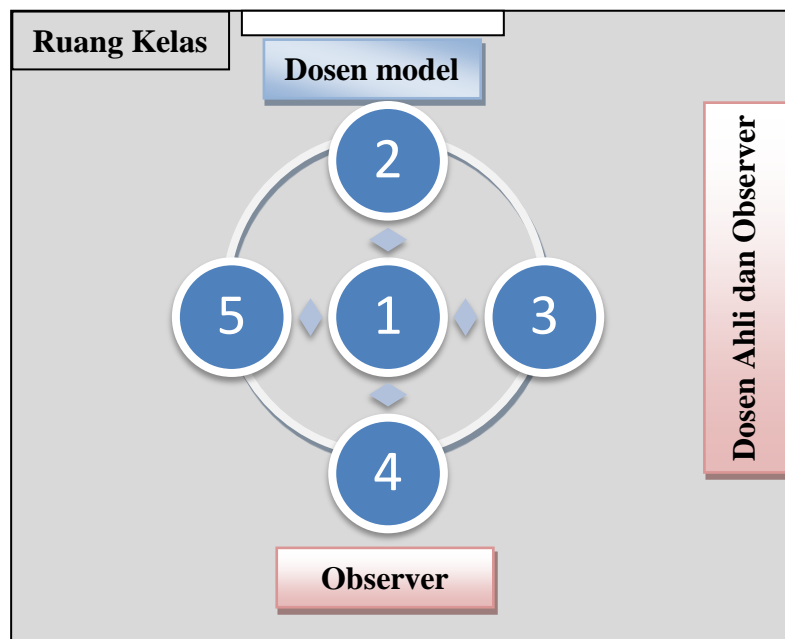 Ruang Kelas
Dosen model
2
5
1
3
4
Dosen Ahli dan Observer
Observer